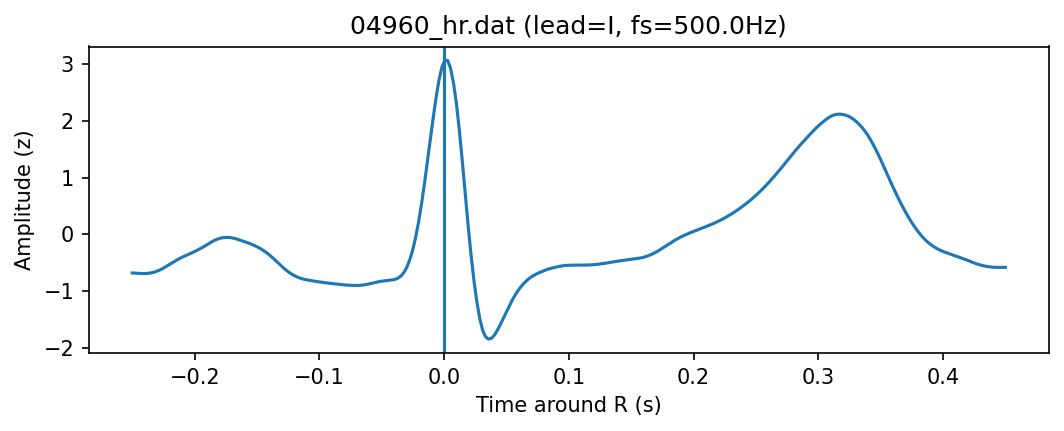 04960_hr.dat (lead=I, fs=500.0Hz)
Amplitude (z)
3
2
1
0
−1
−2
−0.2 −0.1 0.0 0.1 0.2 0.3 0.4
Time around R (s)